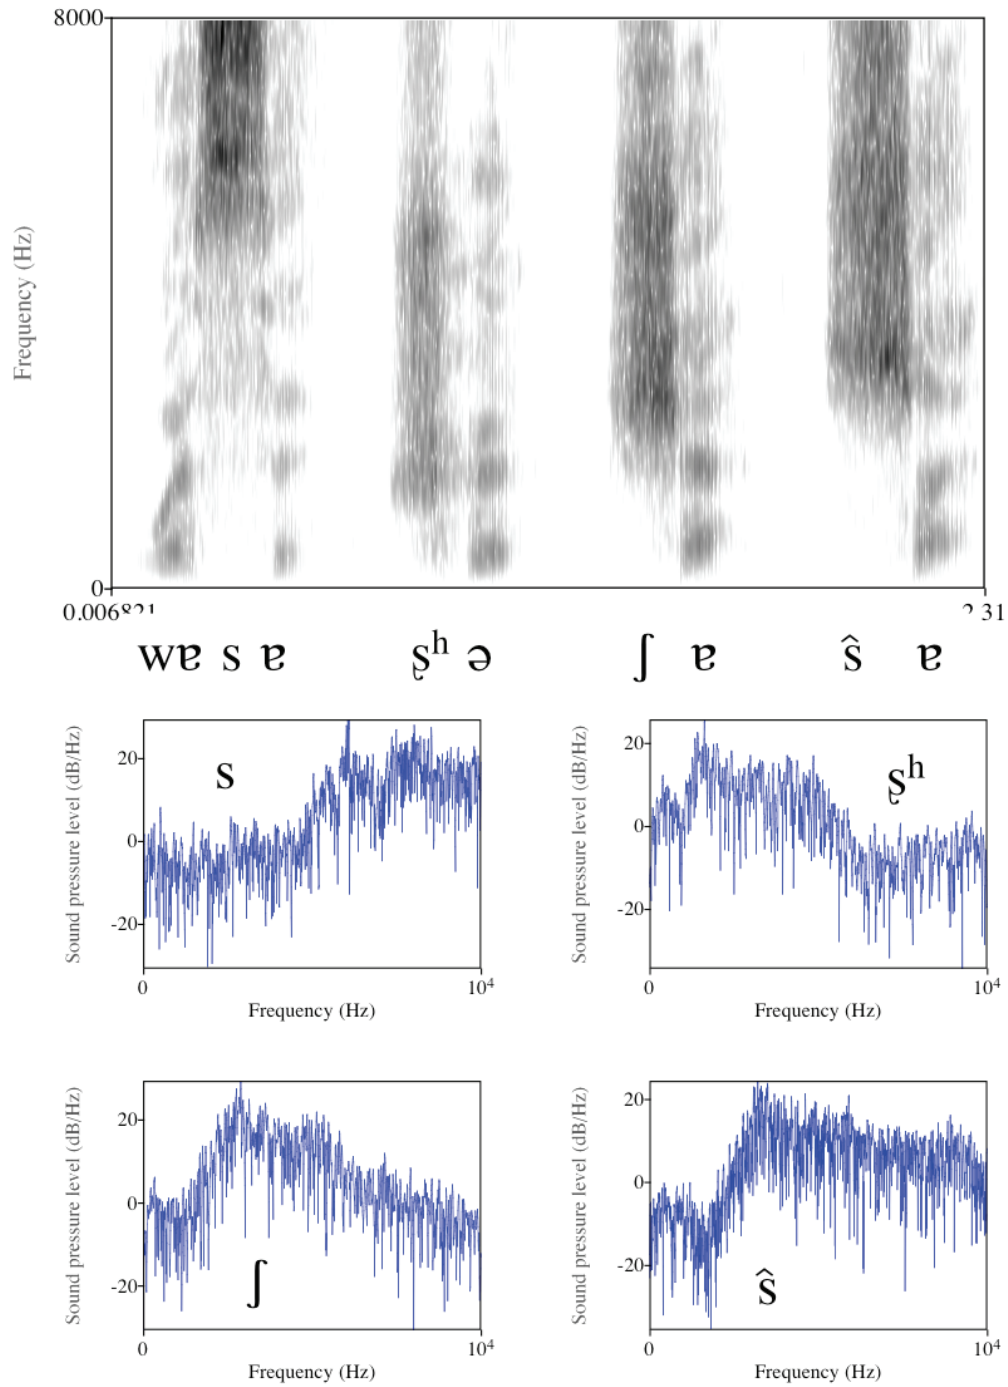 8000
Frequency (Hz)
0
0.006821 2.31
wɐ s ɐ ʂʰ ɘ ʃ ɐ ŝ ɐ
Sound pressure level (dB/Hz)
20
0
-20
s
0 10⁴
Frequency (Hz)
Sound pressure level (dB/Hz)
20
0
-20
ʂʰ
0 10⁴
Frequency (Hz)
Sound pressure level (dB/Hz)
20
0
-20
ʃ
0 10⁴
Frequency (Hz)
Sound pressure level (dB/Hz)
20
0
-20
ŝ
0 10⁴
Frequency (Hz)